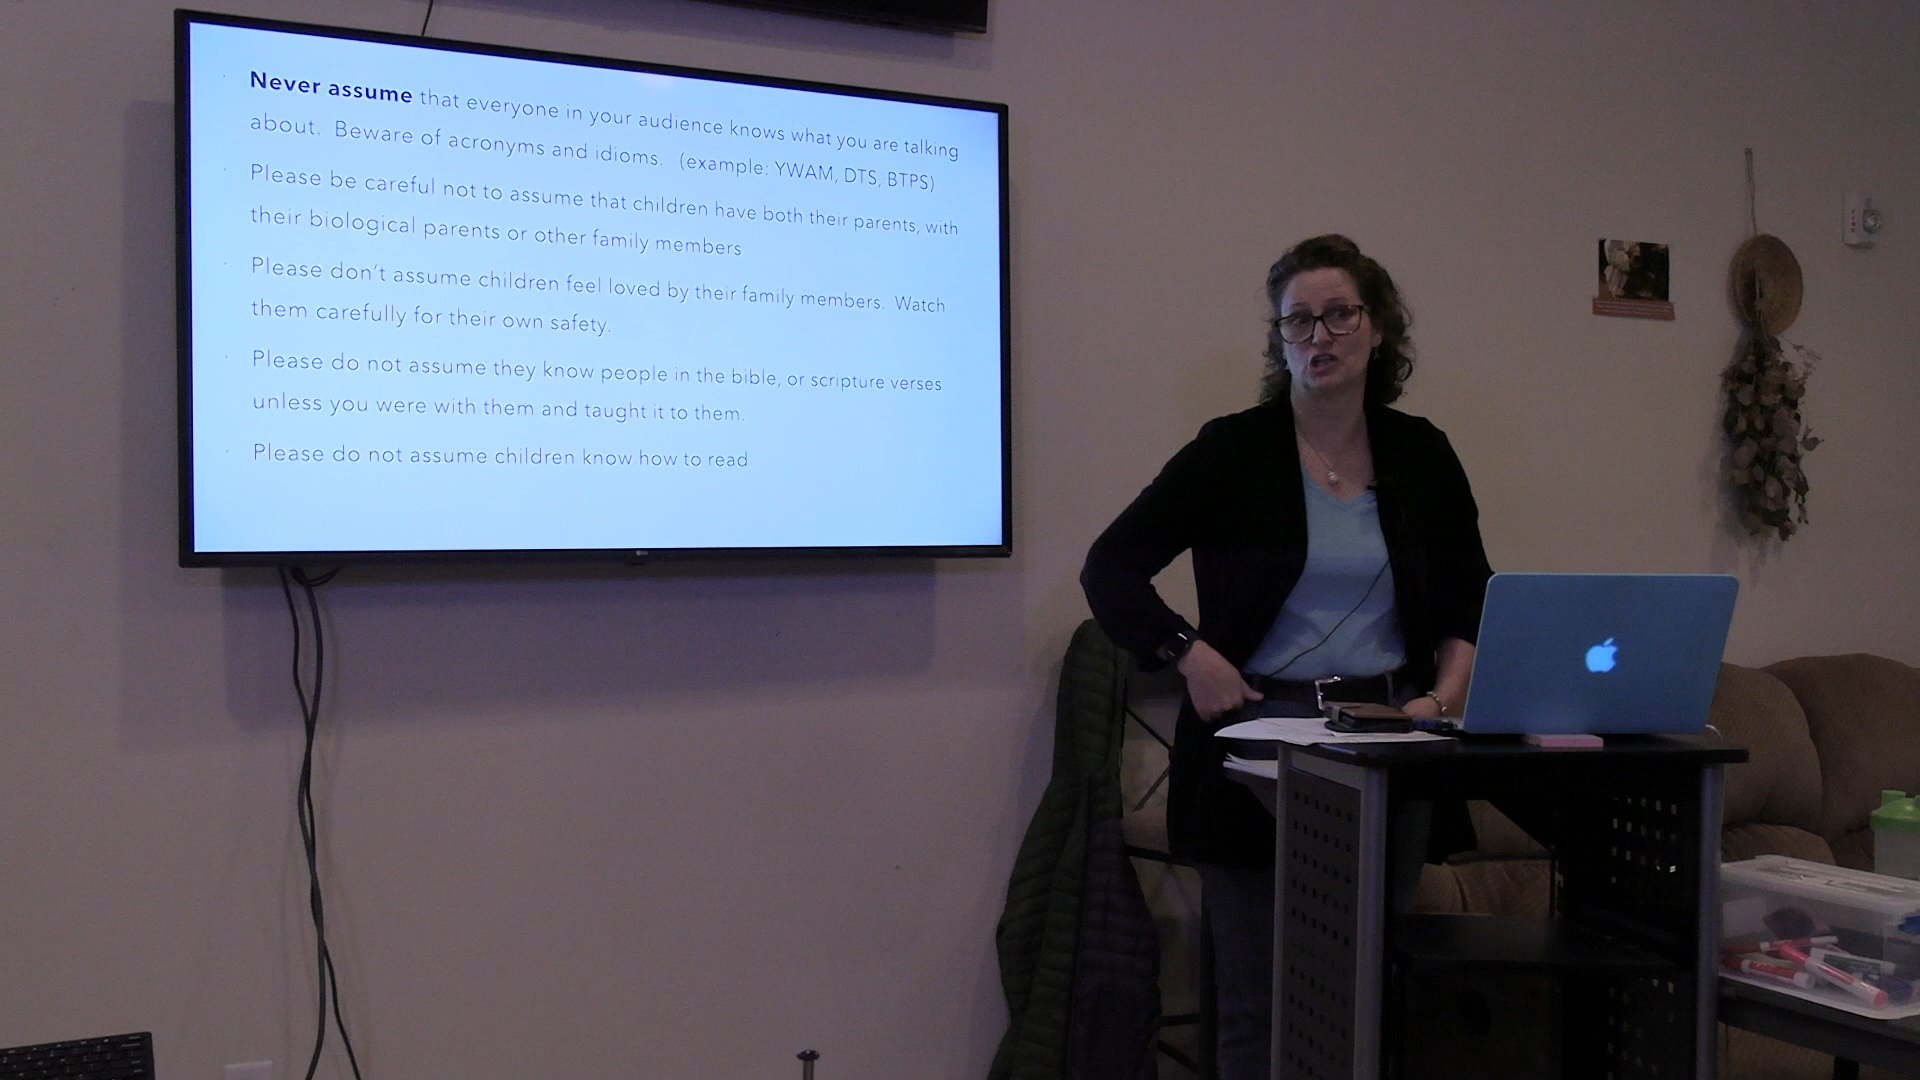 Never assume that everyone in your audience knows what you are talking
about. Beware of acronyms and idioms. (example: YWAM, DTS, BTPS)
Please be careful not to assume that children have both their parents, with
their biological parents or other family members
Please don't assume children feel loved by their family members. Watch
them carefully for their own safety.
Please do not assume they know people in the bible, or scripture verses
unless you were with them and taught it to them.
Please do not assume children know how to read